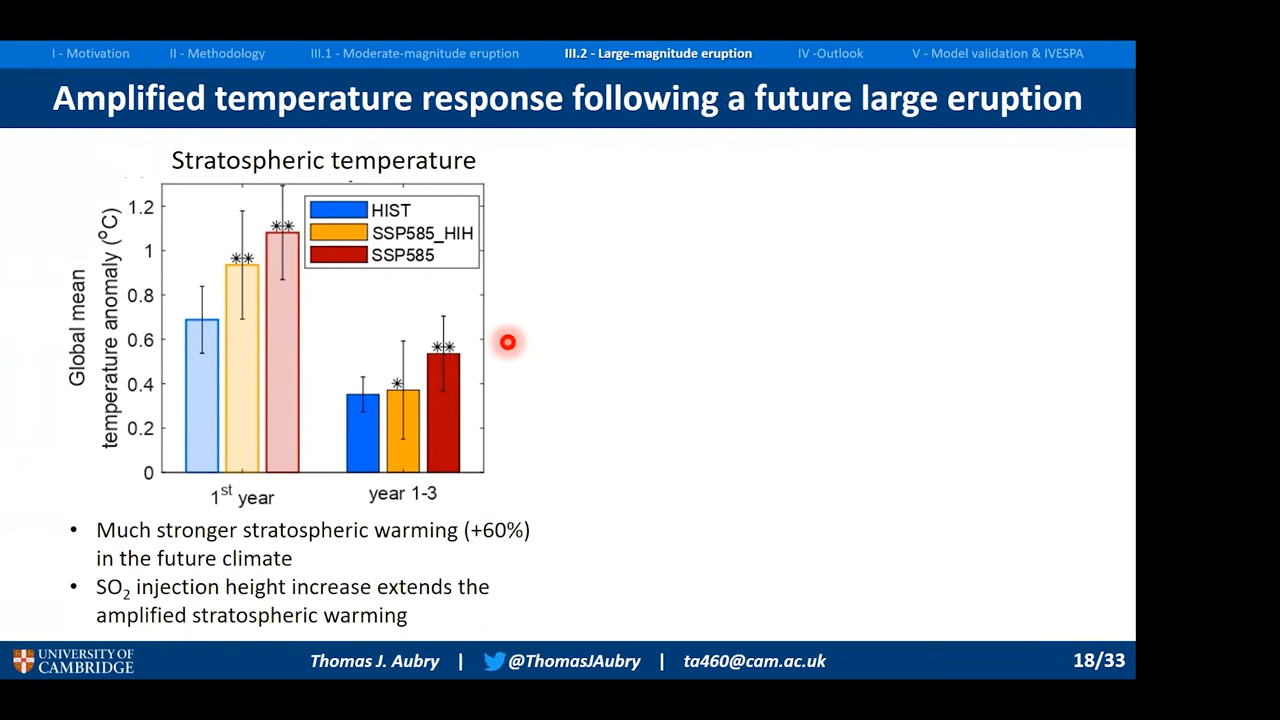 I - Motivation II - Methodology III.1 - Moderate-magnitude eruption III.2 - Large-magnitude eruption IV -Outlook V - Model validation & IVESPA
Amplified temperature response following a future large eruption
Stratospheric temperature
Global mean
temperature anomaly (°C)
1.2
1
0.8
0.6
0.4
0.2
0
HIST
SSP585_HIH
SSP585
**
**
*
**
1st year
year 1-3
• Much stronger stratospheric warming (+60%)
in the future climate
• SO2 injection height increase extends the
amplified stratospheric warming
UNIVERSITY OF
CAMBRIDGE
Thomas J. Aubry | @ThomasJAubry | ta460@cam.ac.uk
18/33